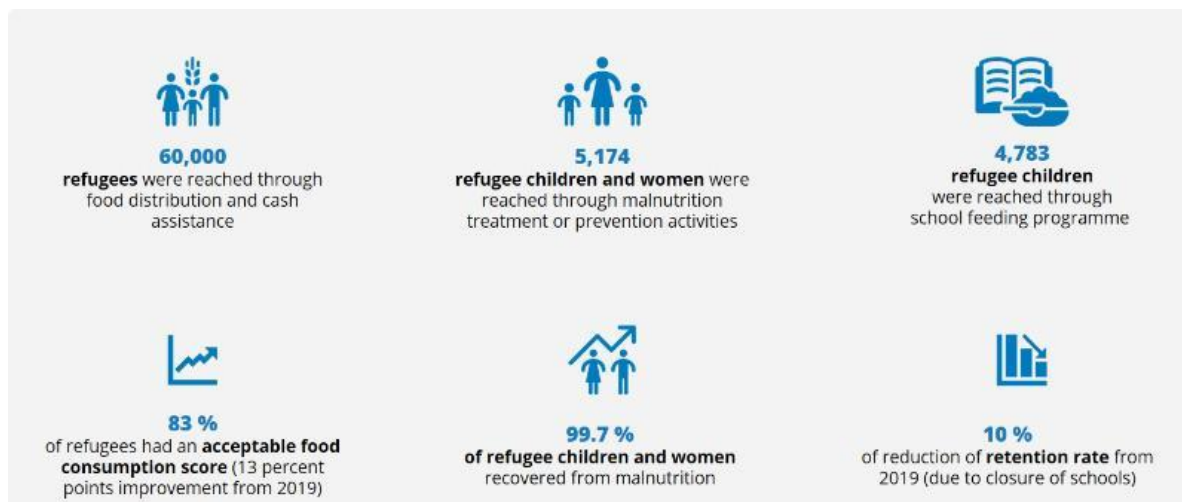 60,000
refugees were reached through
food distribution and cash
assistance
5,174
refugee children and women were
reached through malnutrition
treatment or prevention activities
4,783
refugee children
were reached through
school feeding programme
83 %
of refugees had an acceptable food
consumption score (13 percent
points improvement from 2019)
99.7 %
of refugee children and women
recovered from malnutrition
10 %
of reduction of retention rate from
2019 (due to closure of schools)